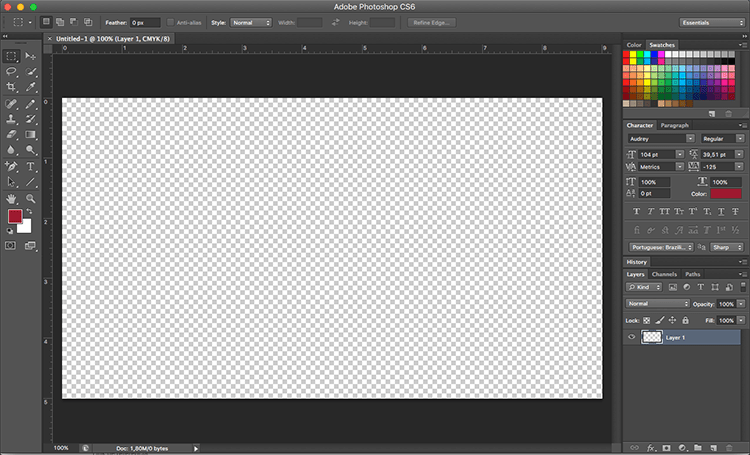 Adobe Photoshop CS6
Feather: 0 px Anti-alias Style: Normal Width: Height: Refine Edge... Essentials
× Untitled-1 @ 100% (Layer 1, CMYK/8)
0 1 2 3 4 5 6 7 8 9
0
1
2
3
4
5
Color Swatches
Character Paragraph
Audrey Regular
104 pt 39,51 pt
Metrics -125
100% 100%
0 pt Color:
T T TT Tт T¹ T, T T
fi st 1st ½
Portuguese: Brazili... aa Sharp
History
Layers Channels Paths
Kind
Normal Opacity: 100%
Lock: Fill: 100%
Layer 1
fx
100% Doc: 1,80M/0 bytes